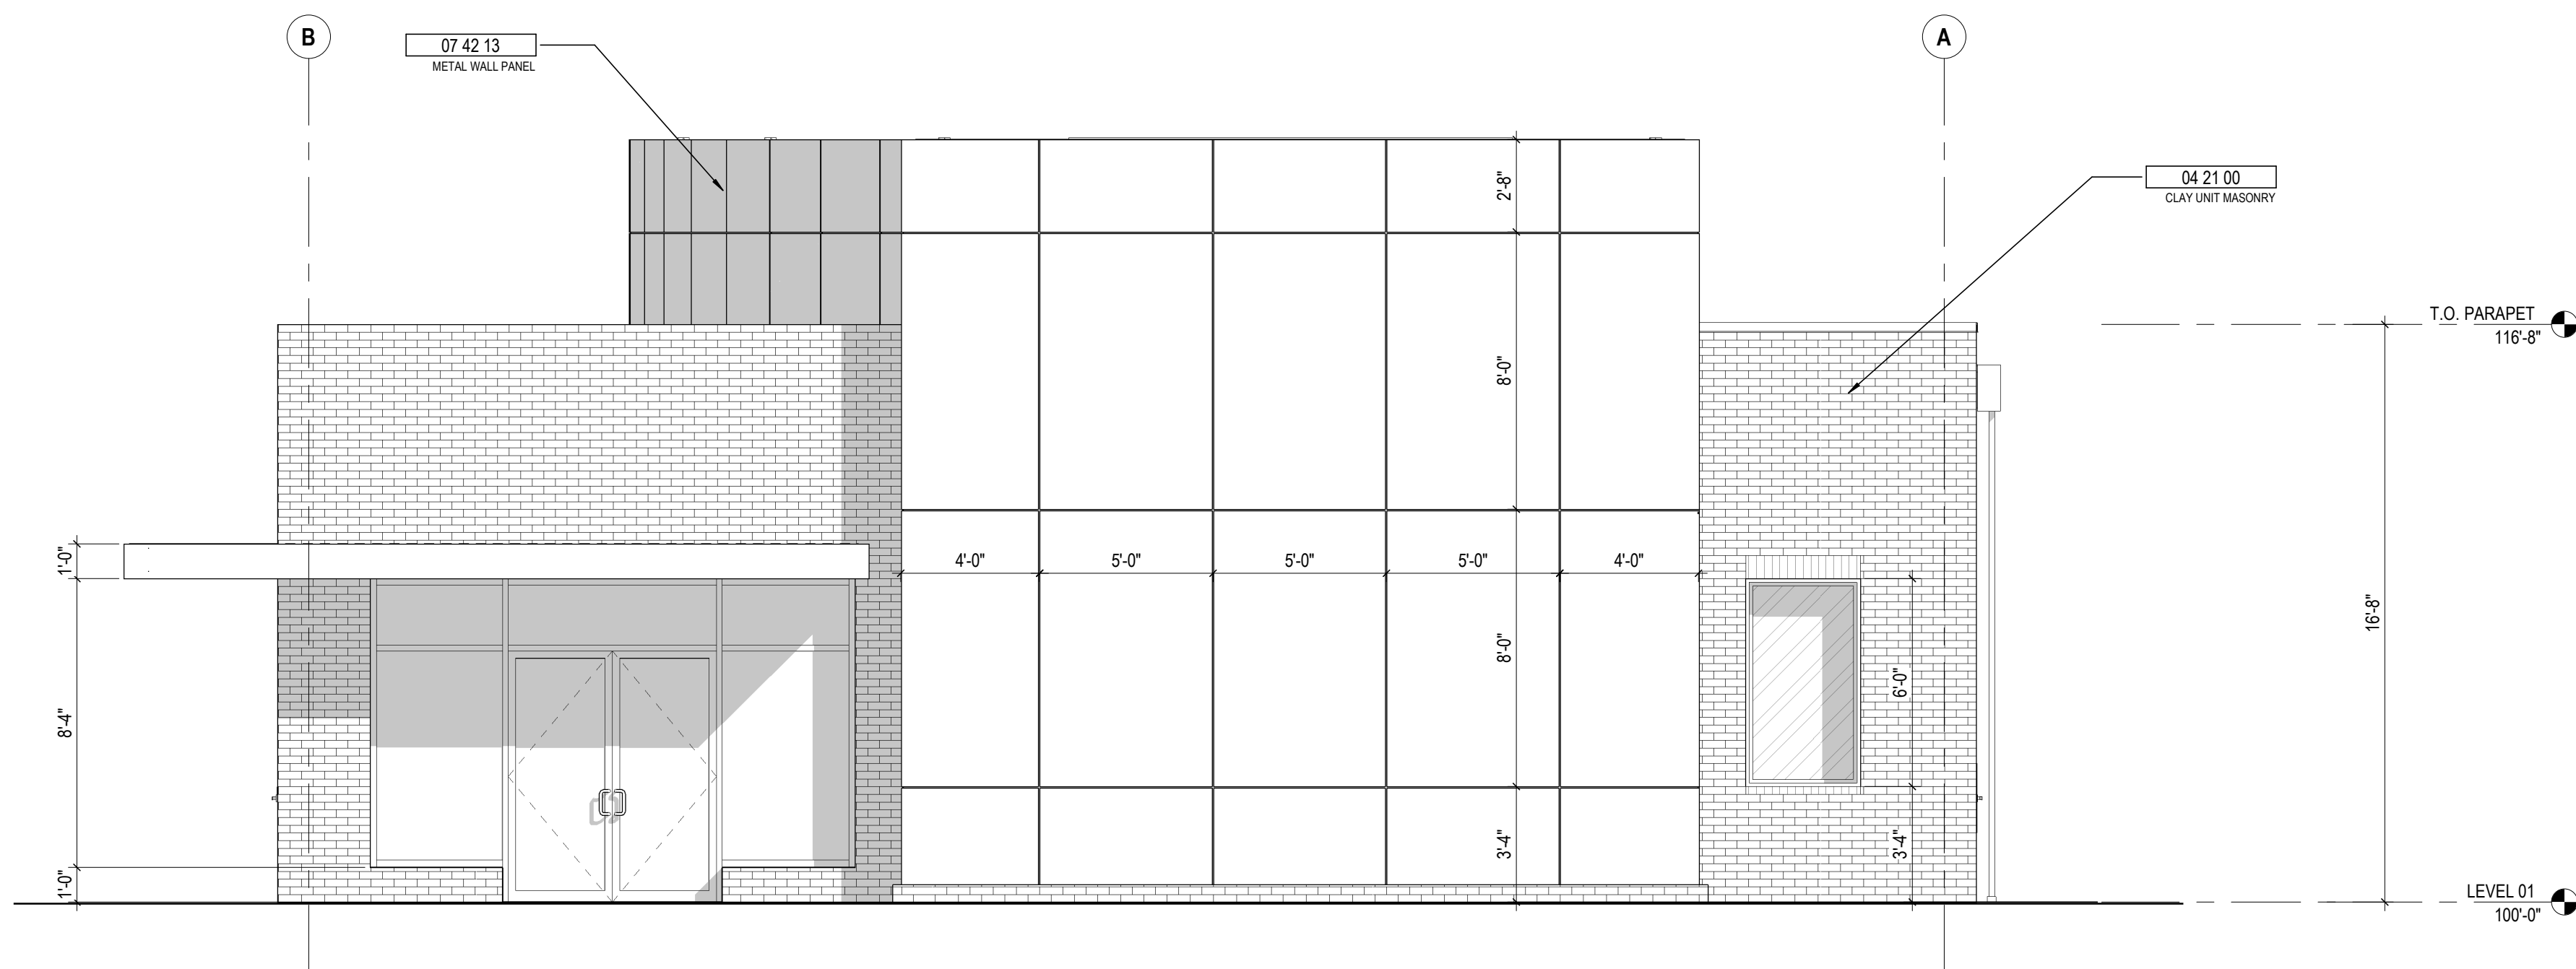 B
A
07 42 13
METAL WALL PANEL
04 21 00
CLAY UNIT MASONRY
2'-8"
T.O. PARAPET
116'-8"
8'-0"
1'-0"
4'-0" 5'-0" 5'-0" 5'-0" 4'-0"
16'-8"
8'-0"
6'-0"
8'-4"
3'-4"
3'-4"
1'-0"
LEVEL 01
100'-0"